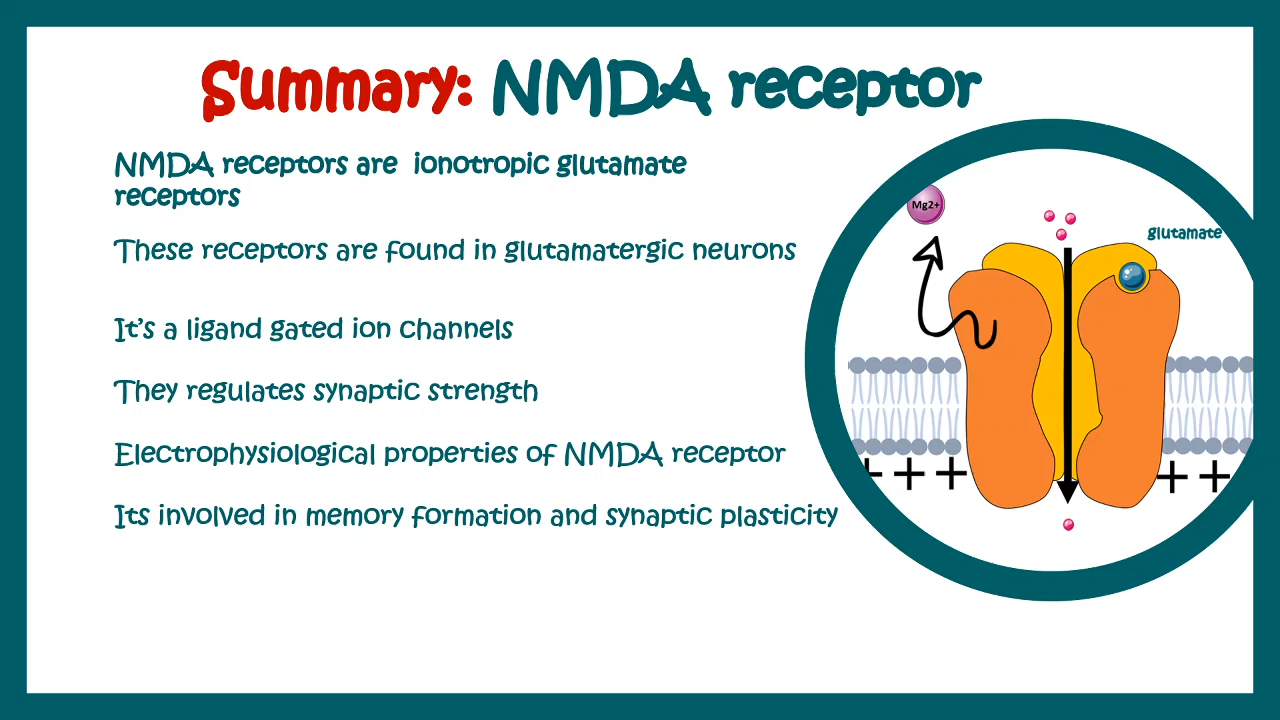 Summary: NMDA receptor
NMDA receptors are ionotropic glutamate
receptors
These receptors are found in glutamatergic neurons
It's a ligand gated ion channels
They regulates synaptic strength
Electrophysiological properties of NMDA receptor
Its involved in memory formation and synaptic plasticity
Mg2+
glutamate
+ + +
+ +